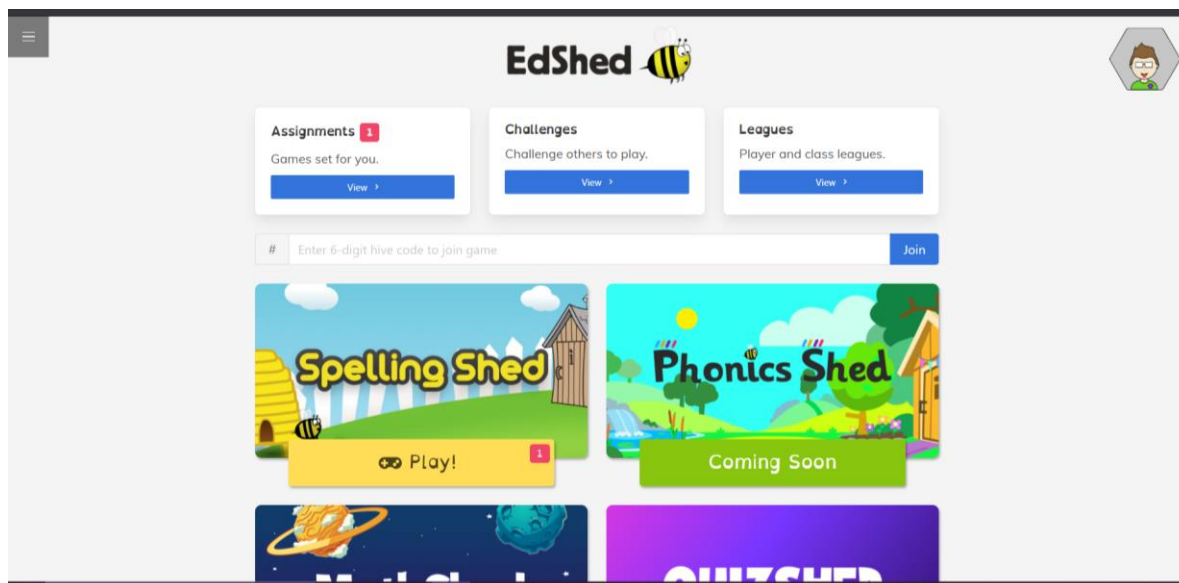 EdShed
Assignments 1
Games set for you.
View >
Challenges
Challenge others to play.
View >
Leagues
Player and class leagues.
View >
# Enter 6-digit hive code to join game
Join
Spelling Shed
Play! 1
Phonics Shed
Coming Soon
QUIZSHED